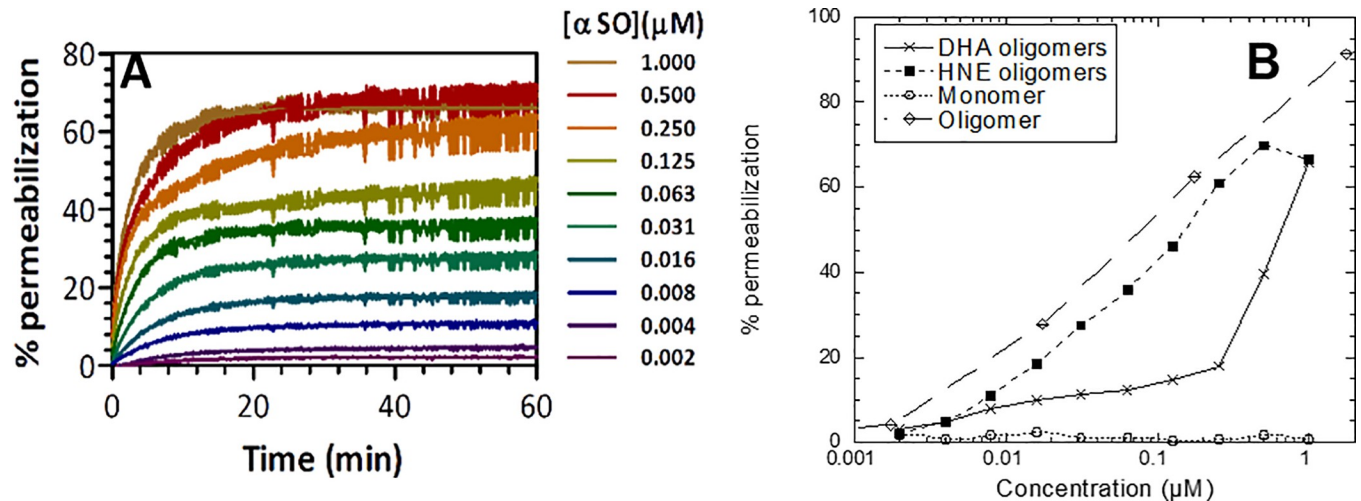 A
[α SO](μM)
1.000
0.500
0.250
0.125
0.063
0.031
0.016
0.008
0.004
0.002
% permeabilization
80
60
40
20
0
0 20 40 60
Time (min)
B
DHA oligomers
HNE oligomers
Monomer
Oligomer
% permeabilization
100
80
60
40
20
0
0.001 0.01 0.1 1
Concentration (μM)